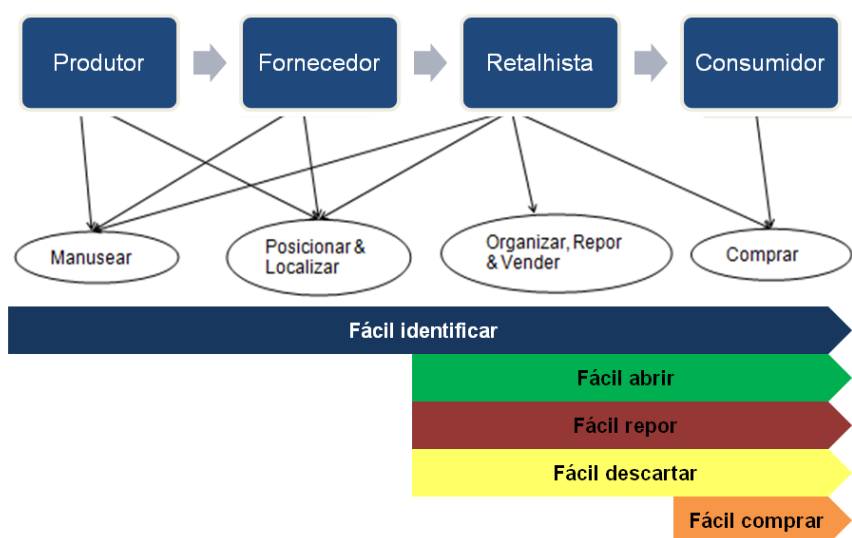 Produtor
Fornecedor
Retalhista
Consumidor
Manusear
Posicionar &
Localizar
Organizar, Repor
& Vender
Comprar
Fácil identificar
Fácil abrir
Fácil repor
Fácil descartar
Fácil comprar